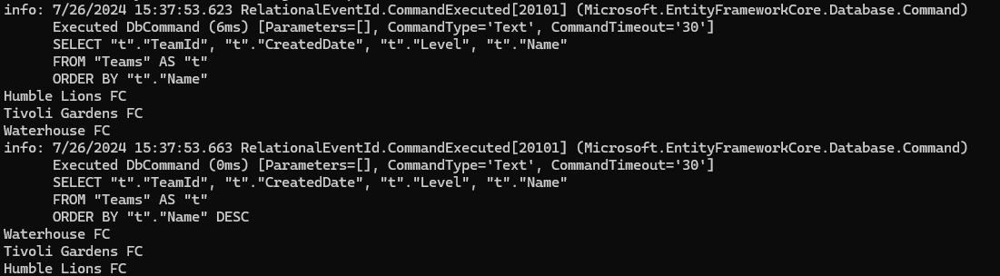 info: 7/26/2024 15:37:53.623 RelationalEventId.CommandExecuted[20101] (Microsoft.EntityFrameworkCore.Database.Command)
      Executed DbCommand (6ms) [Parameters=[], CommandType='Text', CommandTimeout='30']
      SELECT "t"."TeamId", "t"."CreatedDate", "t"."Level", "t"."Name"
      FROM "Teams" AS "t"
      ORDER BY "t"."Name"
Humble Lions FC
Tivoli Gardens FC
Waterhouse FC
info: 7/26/2024 15:37:53.663 RelationalEventId.CommandExecuted[20101] (Microsoft.EntityFrameworkCore.Database.Command)
      Executed DbCommand (0ms) [Parameters=[], CommandType='Text', CommandTimeout='30']
      SELECT "t"."TeamId", "t"."CreatedDate", "t"."Level", "t"."Name"
      FROM "Teams" AS "t"
      ORDER BY "t"."Name" DESC
Waterhouse FC
Tivoli Gardens FC
Humble Lions FC